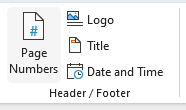 Page
Numbers
Logo
Title
Date and Time
Header / Footer